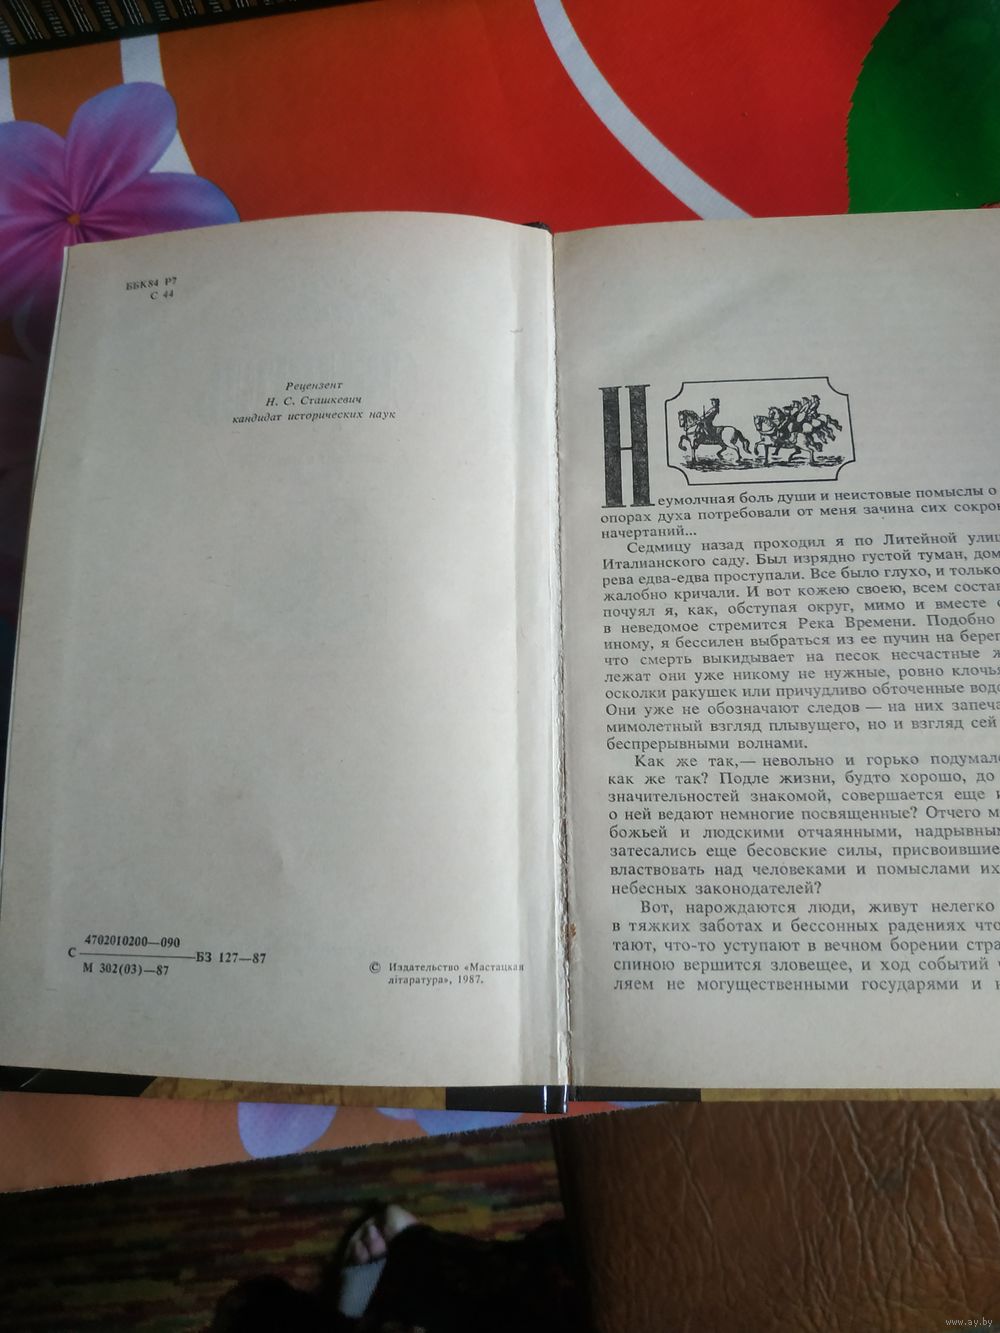 ББК84 Р7
С 44
Рецензент
Н. С. Сташкевич
кандидат исторических наук
4702010200—090
С
БЗ 127—87
М 302(03)—87
© Издательство «Мастацкая
літаратура», 1987.
Неумолчная боль души и неистовые помыслы о
опорах духа потребовали от меня зачина сих сокро
начертаний...
Седмицу назад проходил я по Литейной улиц
Италианского саду. Был изрядно густой туман, дом
рева едва-едва проступали. Все было глухо, и только
жалобно кричали. И вот кожею своею, всем соста
почуял я, как, обступая округ, мимо и вместе с
в неведомое стремится Река Времени. Подобно
иному, я бессилен выбраться из ее пучин на берег
что смерть выкидывает на песок несчастные ж
лежат они уже никому не нужные, ровно клочья
осколки ракушек или причудливо обточенные водо
Они уже не обозначают следов — на них запеча
мимолетный взгляд плывущего, но и взгляд сей
беспрерывными волнами.
Как же так,— невольно и горько подумал
как же так? Подле жизни, будто хорошо, до
значительностей знакомой, совершается еще и
о ней ведают немногие посвященные? Отчего м
божьей и людскими отчаянными, надрывным
затесались еще бесовские силы, присвоившие
властвовать над человеками и помыслами их
небесных законодателей?
Вот, нарождаются люди, живут нелегко
в тяжких заботах и бессонных радениях что
тают, что-то уступают в вечном борении стра
спиною вершится зловещее, и ход событий
ляем не могущественными государями и н
www.ay.by